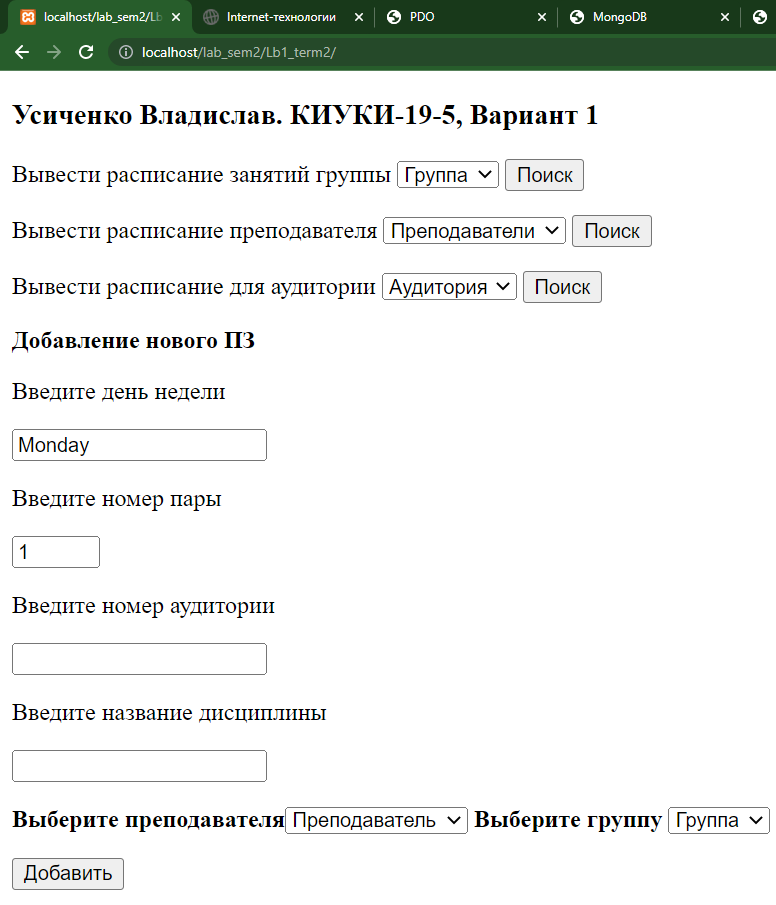 localhost/lab_sem2/Lb Internet-технологии PDO MongoDB
localhost/lab_sem2/Lb1_term2/
Усиченко Владислав. КИУКИ-19-5, Вариант 1
Вывести расписание занятий группы Группа Поиск
Вывести расписание преподавателя Преподаватели Поиск
Вывести расписание для аудитории Аудитория Поиск
Добавление нового ПЗ
Введите день недели
Monday
Введите номер пары
1
Введите номер аудитории
Введите название дисциплины
Выберите преподавателя Преподаватель Выберите группу Группа
Добавить